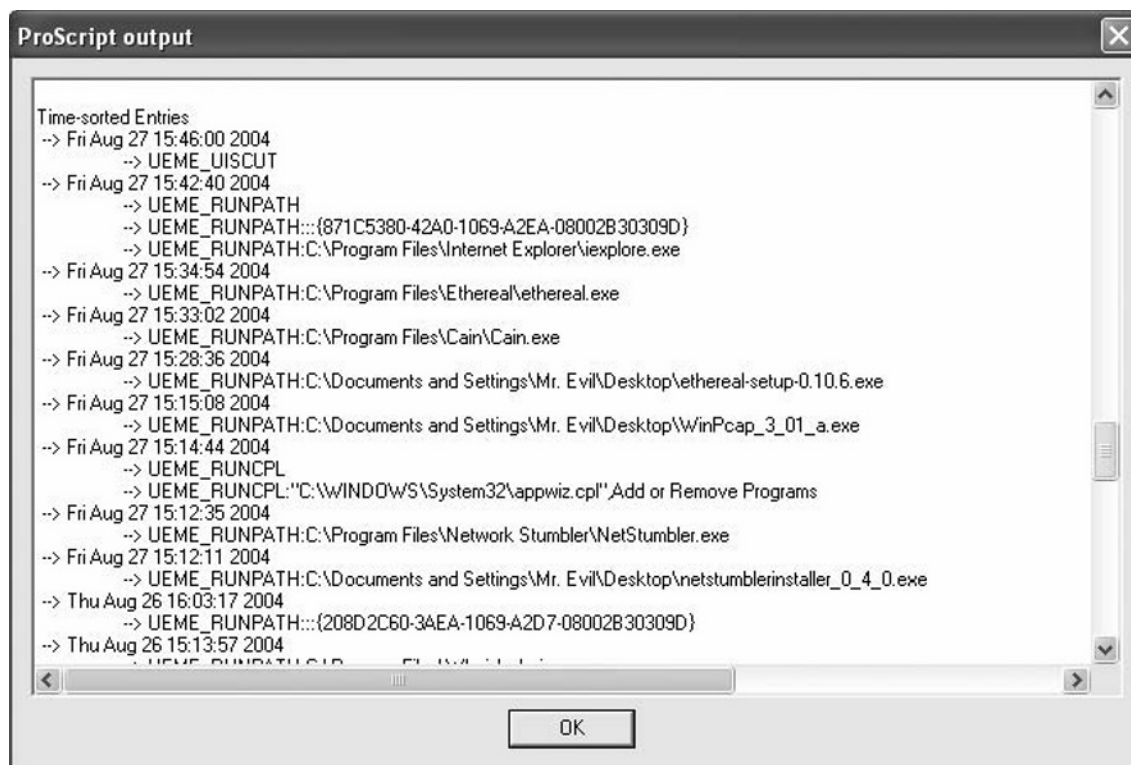 ProScript output
Time-sorted Entries
--> Fri Aug 27 15:46:00 2004
--> UEME_UISCUT
--> Fri Aug 27 15:42:40 2004
--> UEME_RUNPATH
--> UEME_RUNPATH:::{871C5380-42A0-1069-A2EA-08002B30309D}
--> UEME_RUNPATH:C:\Program Files\Internet Explorer\iexplore.exe
--> Fri Aug 27 15:34:54 2004
--> UEME_RUNPATH:C:\Program Files\Ethereal\ethereal.exe
--> Fri Aug 27 15:33:02 2004
--> UEME_RUNPATH:C:\Program Files\Cain\Cain.exe
--> Fri Aug 27 15:28:36 2004
--> UEME_RUNPATH:C:\Documents and Settings\Mr. Evil\Desktop\ethereal-setup-0.10.6.exe
--> Fri Aug 27 15:15:08 2004
--> UEME_RUNPATH:C:\Documents and Settings\Mr. Evil\Desktop\WinPcap_3_01_a.exe
--> Fri Aug 27 15:14:44 2004
--> UEME_RUNCPL
--> UEME_RUNCPL:"C:\WINDOWS\System32\appwiz.cpl",Add or Remove Programs
--> Fri Aug 27 15:12:35 2004
--> UEME_RUNPATH:C:\Program Files\Network Stumbler\NetStumbler.exe
--> Fri Aug 27 15:12:11 2004
--> UEME_RUNPATH:C:\Documents and Settings\Mr. Evil\Desktop\netstumblerinstaller_0_4_0.exe
--> Thu Aug 26 16:03:17 2004
--> UEME_RUNPATH:::{208D2C60-3AEA-1069-A2D7-08002B30309D}
--> Thu Aug 26 15:13:57 2004
OK